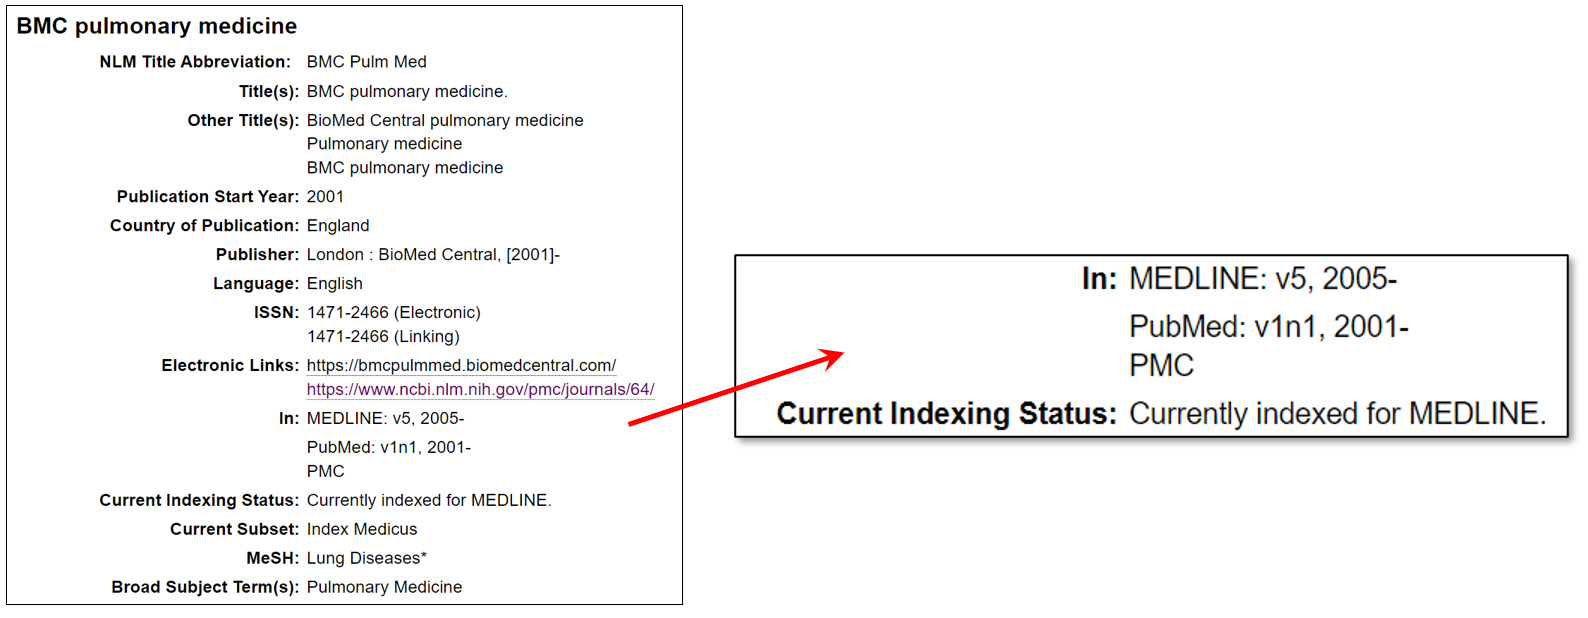 BMC pulmonary medicine
NLM Title Abbreviation: BMC Pulm Med
Title(s): BMC pulmonary medicine.
Other Title(s): BioMed Central pulmonary medicine
Pulmonary medicine
BMC pulmonary medicine
Publication Start Year: 2001
Country of Publication: England
Publisher: London : BioMed Central, [2001]-
Language: English
ISSN: 1471-2466 (Electronic)
1471-2466 (Linking)
Electronic Links: https://bmcpulmmed.biomedcentral.com/
https://www.ncbi.nlm.nih.gov/pmc/journals/64/
In: MEDLINE: v5, 2005-
PubMed: v1n1, 2001-
PMC
Current Indexing Status: Currently indexed for MEDLINE.
Current Subset: Index Medicus
MeSH: Lung Diseases*
Broad Subject Term(s): Pulmonary Medicine
In: MEDLINE: v5, 2005-
PubMed: v1n1, 2001-
PMC
Current Indexing Status: Currently indexed for MEDLINE.